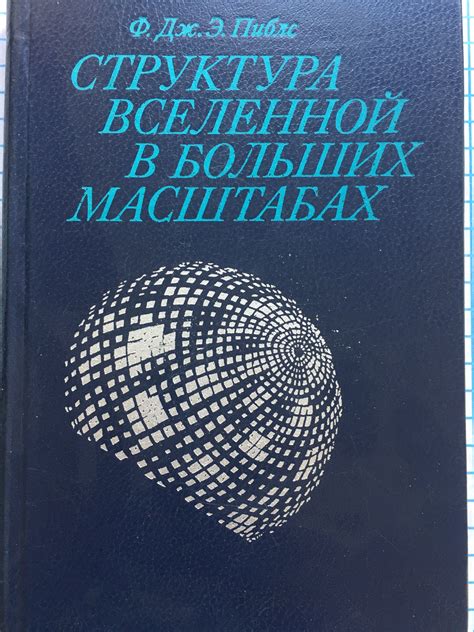 Ф. Дж. Э. Пиблс
СТРУКТУРА
ВСЕЛЕННОЙ
В БОЛЬШИХ
МАСШТАБАХ